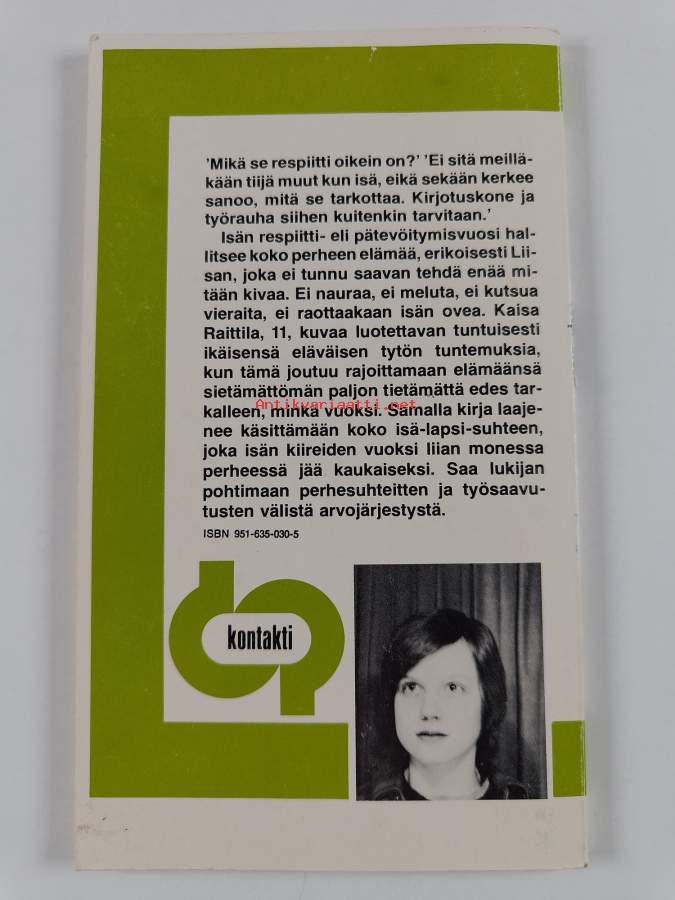 'Mikä se respiitti oikein on?' 'Ei sitä meillä-
kään tiijä muut kun isä, eikä sekään kerkee
sanoo, mitä se tarkottaa. Kirjotuskone ja
työrauha siihen kuitenkin tarvitaan.'
Isän respiitti- eli pätevöitymisvuosi hal-
litsee koko perheen elämää, erikoisesti Lii-
san, joka ei tunnu saavan tehdä enää mi-
tään kivaa. Ei nauraa, ei meluta, ei kutsua
vieraita, ei raottaakaan isän ovea. Kaisa
Raittila, 11, kuvaa luotettavan tuntuisesti
ikäisensä eläväisen tytön tuntemuksia,
kun tämä joutuu rajoittamaan elämäänsä
sietämättömän paljon tietämättä edes tar-
kalleen, minkä vuoksi. Samalla kirja laaje-
Antikvariaatti.net
nee käsittämään koko isä-lapsi-suhteen,
joka isän kiireiden vuoksi liian monessa
perheessä jää kaukaiseksi. Saa lukijan
pohtimaan perhesuhteitten ja työsaavu-
tusten välistä arvojärjestystä.
ISBN 951-635-030-5
kontakti